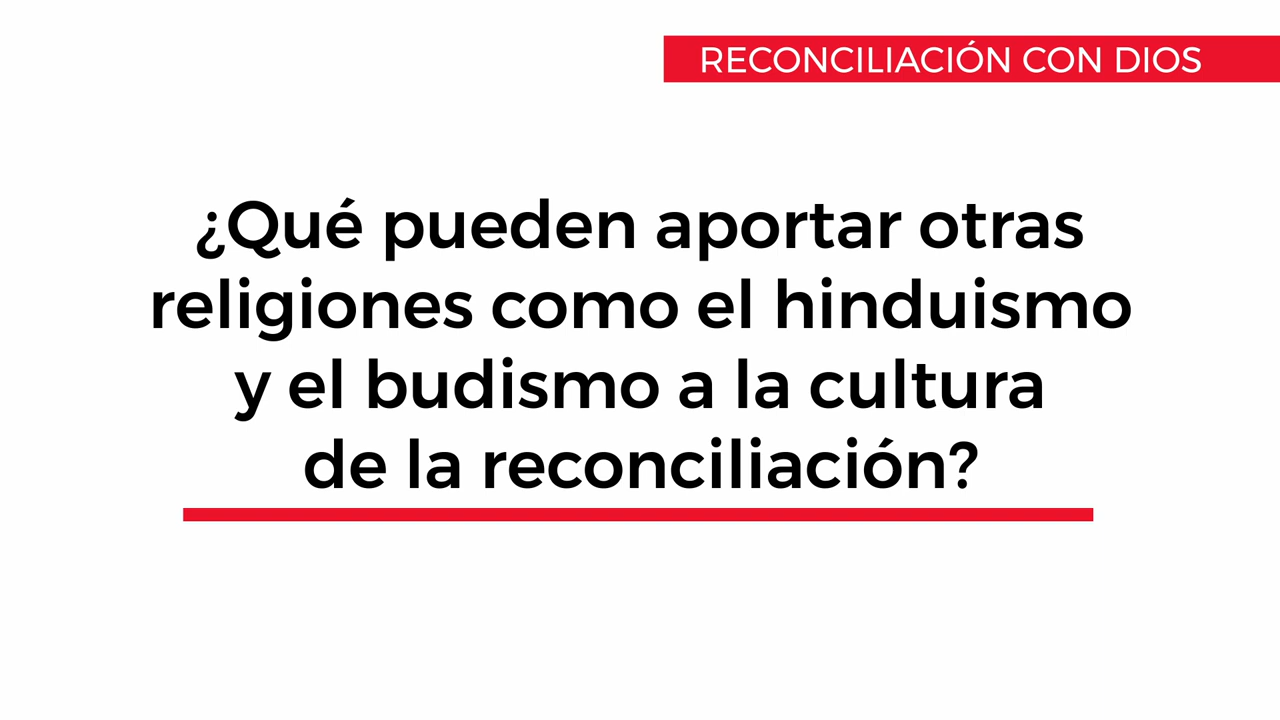 RECONCILIACIÓN CON DIOS
¿Qué pueden aportar otras
religiones como el hinduismo
y el budismo a la cultura
de la reconciliación?